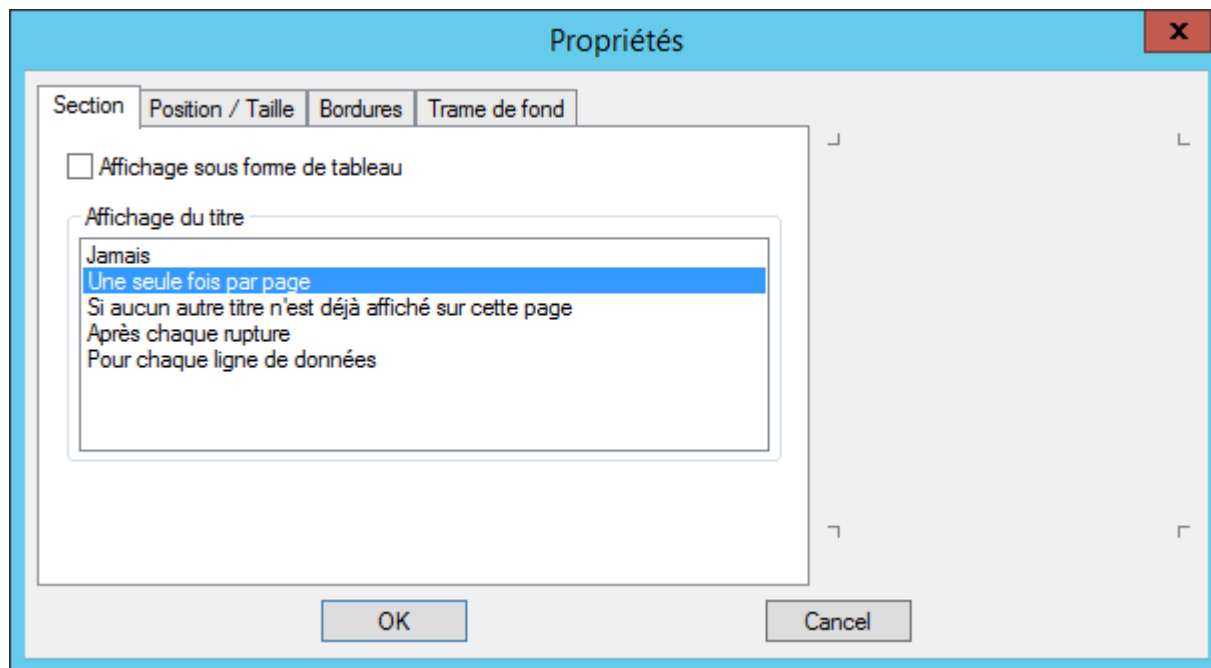 Propriétés
x
Section Position / Taille Bordures Trame de fond
Affichage sous forme de tableau
Affichage du titre
Jamais
Une seule fois par page
Si aucun autre titre n'est déjà affiché sur cette page
Après chaque rupture
Pour chaque ligne de données
OK Cancel